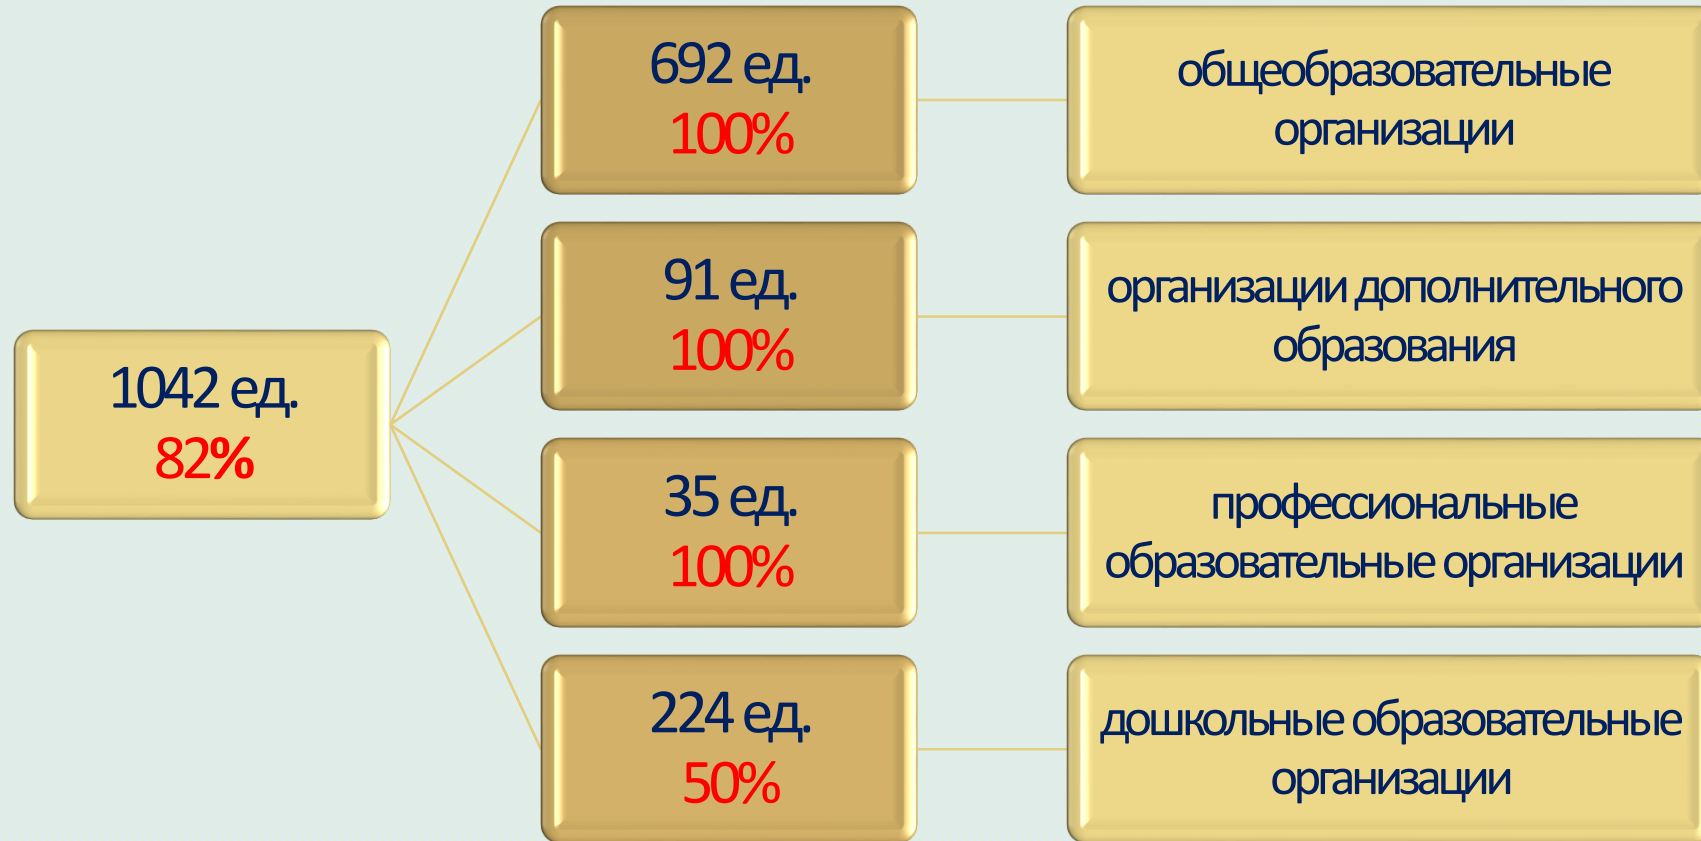 1042 ед.
82%
692 ед.
100%
общеобразовательные
организации
91 ед.
100%
организации дополнительного
образования
35 ед.
100%
профессиональные
образовательные организации
224 ед.
50%
дошкольные образовательные
организации